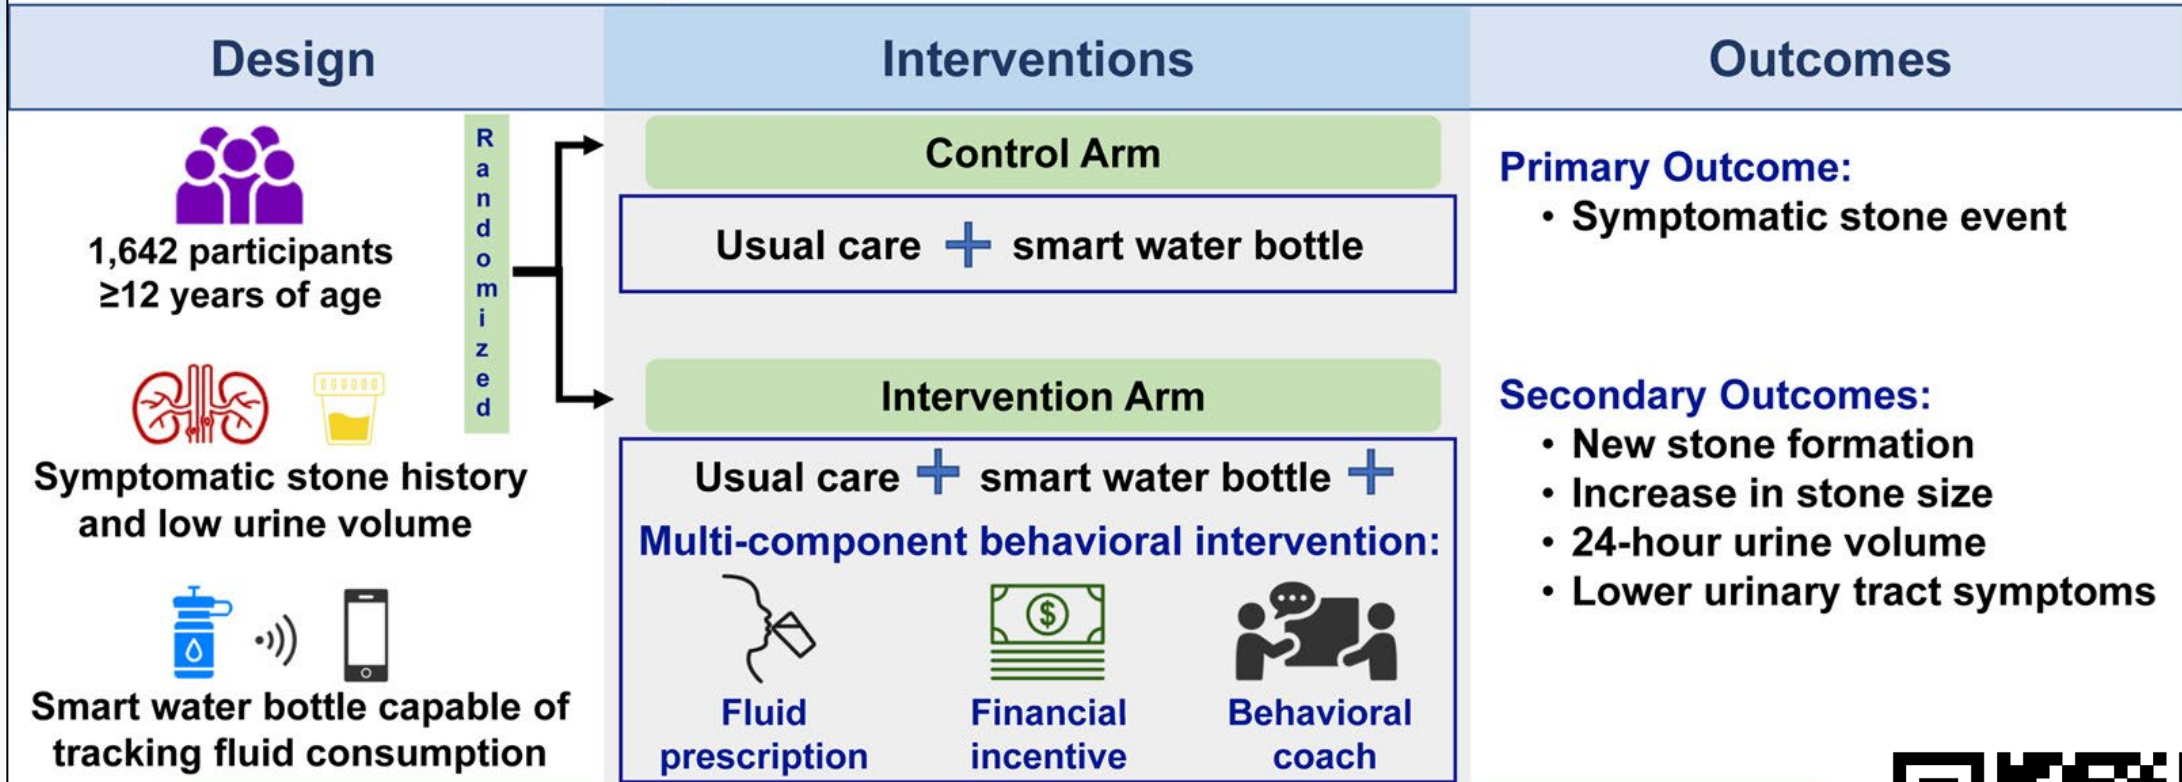 Design
Interventions
Outcomes
1,642 participants
≥12 years of age
Symptomatic stone history
and low urine volume
Smart water bottle capable of
tracking fluid consumption
Randomized
Control Arm
Usual care + smart water bottle
Intervention Arm
Usual care + smart water bottle +
Multi-component behavioral intervention:
$
Fluid
prescription
Financial
incentive
Behavioral
coach
Primary Outcome:
• Symptomatic stone event
Secondary Outcomes:
• New stone formation
• Increase in stone size
• 24-hour urine volume
• Lower urinary tract symptoms